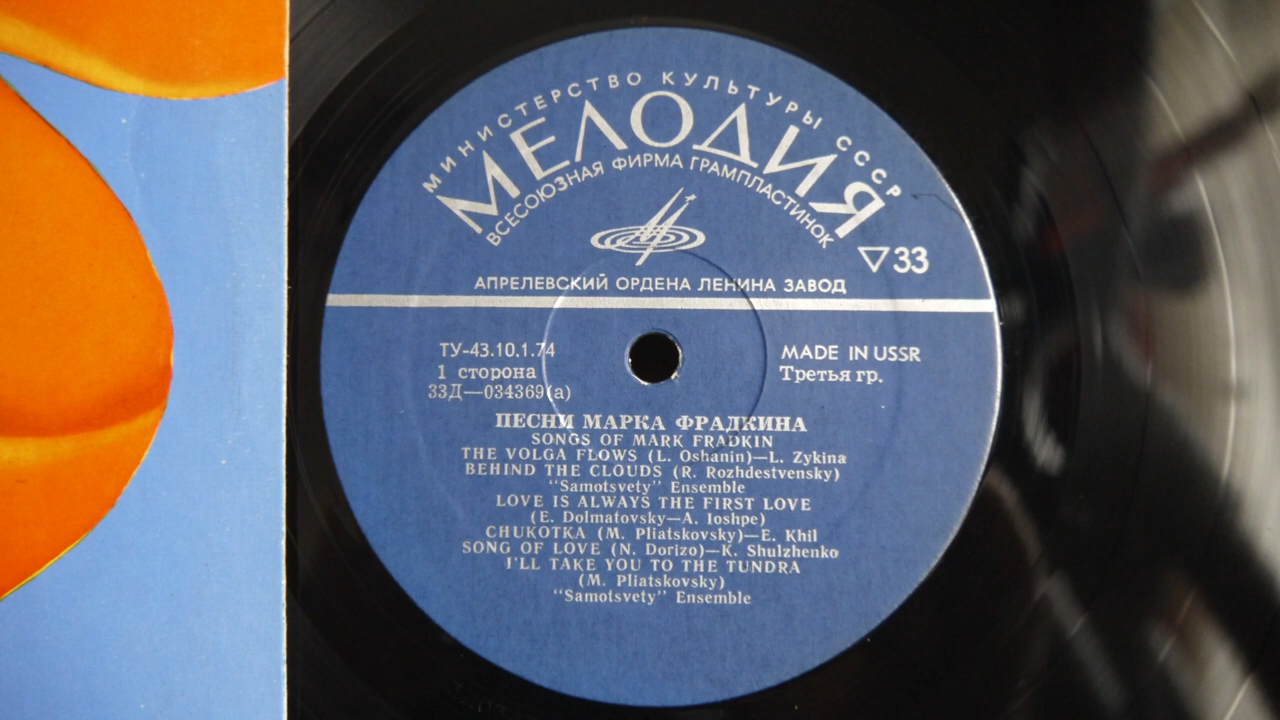 МИНИСТЕРСТВО КУЛЬТУРЫ СССР
МЕЛОДИЯ
ВСЕСОЮЗНАЯ ФИРМА ГРАМПЛАСТИНОК
▽33
АПРЕЛЕВСКИЙ ОРДЕНА ЛЕНИНА ЗАВОД
ТУ-43.10.1.74
1 сторона
33Д—034369(а)
MADE IN USSR
Третья гр.
ПЕСНИ МАРКА ФРАДКИНА
SONGS OF MARK FRADKIN
THE VOLGA FLOWS (L. Oshanin)—L. Zykina
BEHIND THE CLOUDS (R. Rozhdestvensky)
"Samotsvety" Ensemble
LOVE IS ALWAYS THE FIRST LOVE
(E. Dolmatovsky—A. Ioshpe)
CHUKOTKA (M. Pliatskovsky)—E. Khil
SONG OF LOVE (N. Dorizo)—K. Shulzhenko
I'LL TAKE YOU TO THE TUNDRA
(M. Pliatskovsky)
"Samotsvety" Ensemble